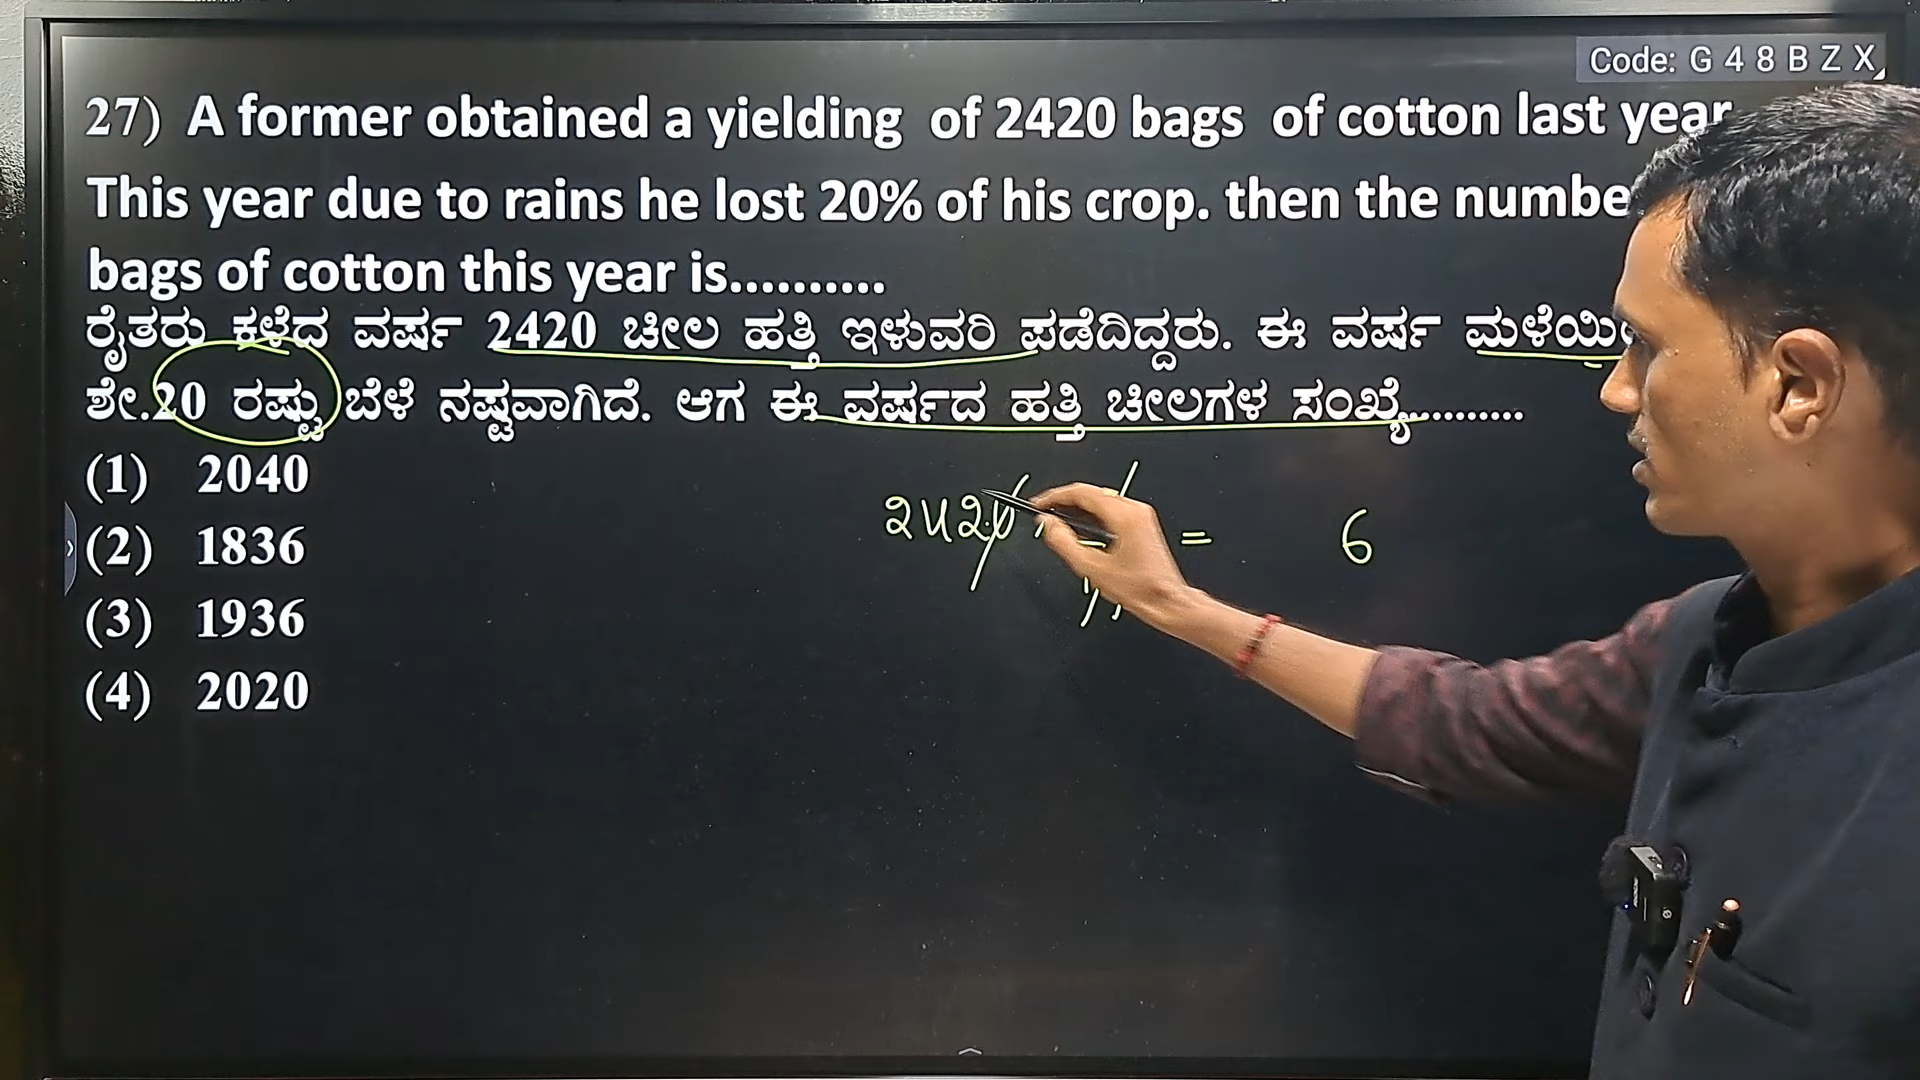 Code: G 4 8 B Z X
27) A former obtained a yielding of 2420 bags of cotton last year
This year due to rains he lost 20% of his crop. then the numbe
bags of cotton this year is..........
ರೈತರು ಕಳೆದ ವರ್ಷ 2420 ಚೀಲ ಹತ್ತಿ ಇಳುವರಿ ಪಡೆದಿದ್ದರು. ಈ ವರ್ಷ ಮಳೆಯಿಂ
ಶೇ.20 ರಷ್ಟು ಬೆಳೆ ನಷ್ಟವಾಗಿದೆ. ಆಗ ಈ ವರ್ಷದ ಹತ್ತಿ ಚೀಲಗಳ ಸಂಖ್ಯೆ..........
(1) 2040
2420 = 6
(2) 1836
(3) 1936
(4) 2020